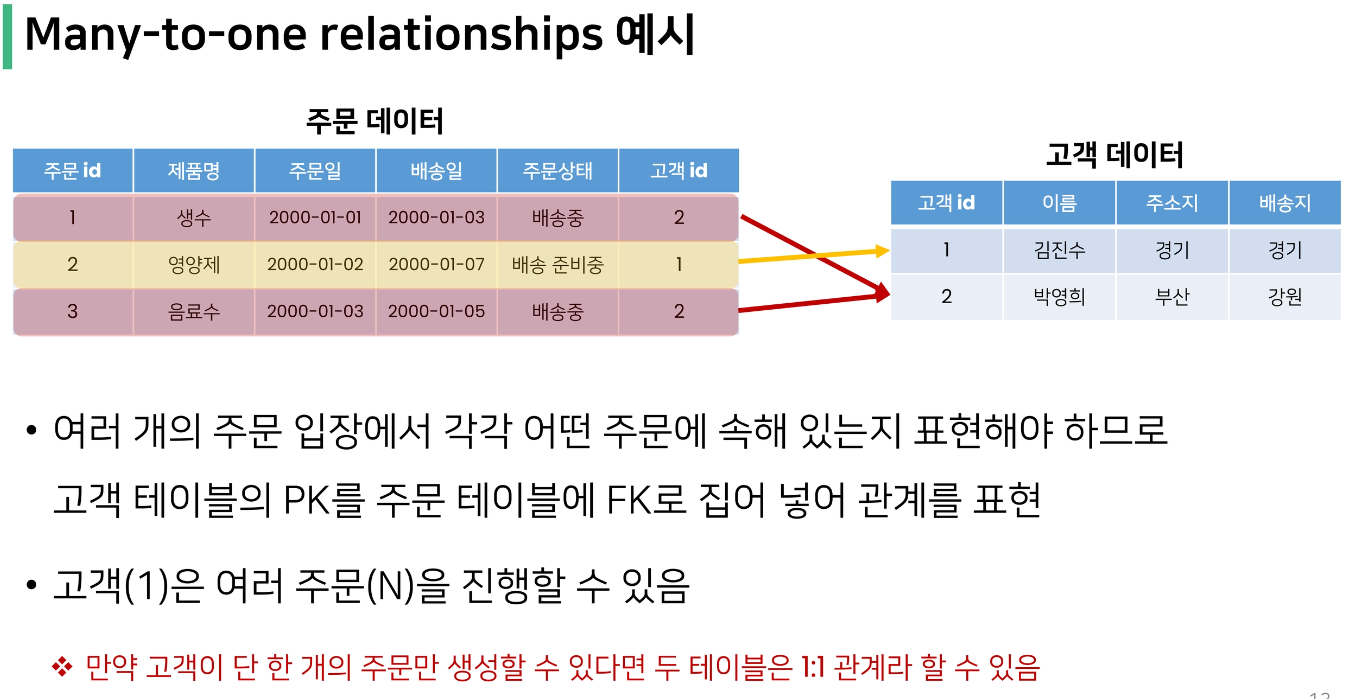 Many-to-one relationships 예시
주문 데이터
주문 id 제품명 주문일 배송일 주문상태 고객 id
1 생수 2000-01-01 2000-01-03 배송중 2
2 영양제 2000-01-02 2000-01-07 배송 준비중 1
3 음료수 2000-01-03 2000-01-05 배송중 2
고객 데이터
고객 id 이름 주소지 배송지
1 김진수 경기 경기
2 박영희 부산 강원
• 여러 개의 주문 입장에서 각각 어떤 주문에 속해 있는지 표현해야 하므로
고객 테이블의 PK를 주문 테이블에 FK로 집어 넣어 관계를 표현
• 고객(1)은 여러 주문(N)을 진행할 수 있음
❖ 만약 고객이 단 한 개의 주문만 생성할 수 있다면 두 테이블은 1:1 관계라 할 수 있음